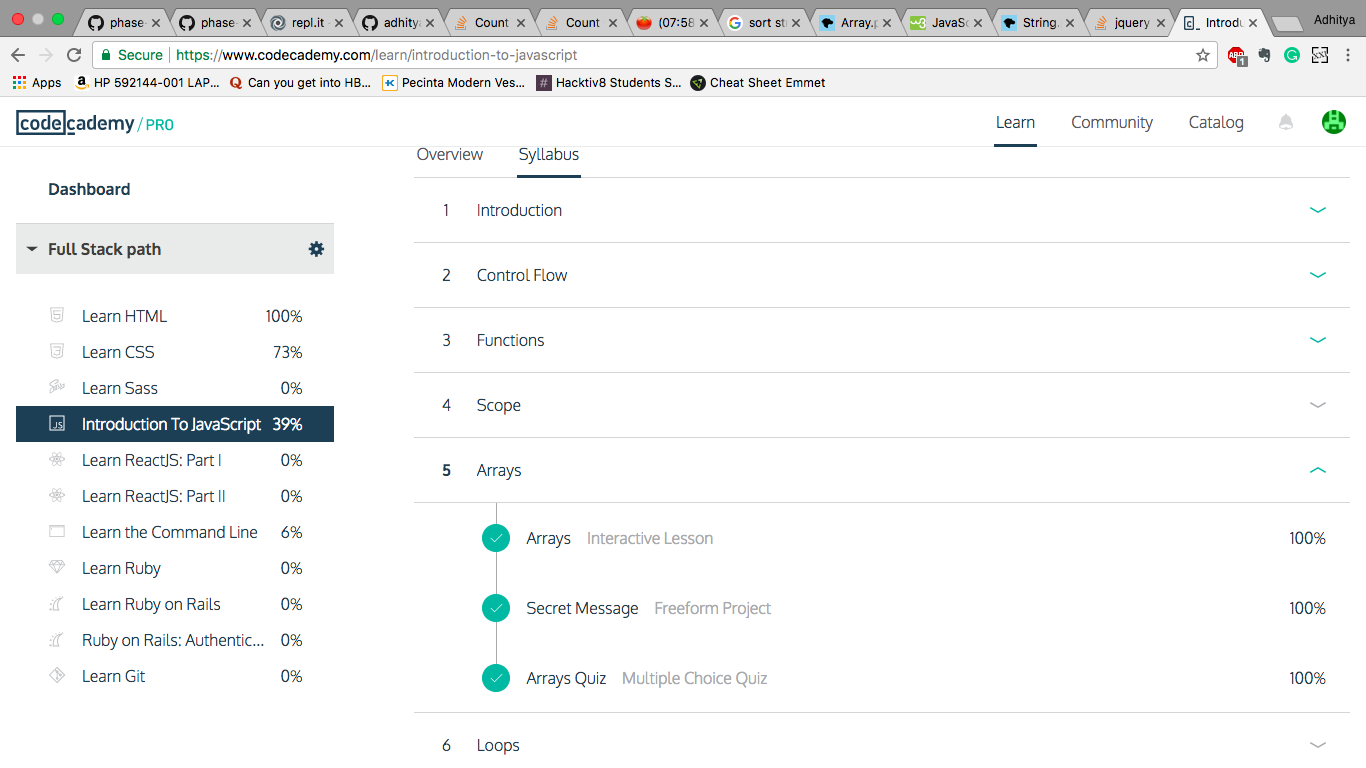 phase- phase- repl.it - adhitya Count Count (07:58 sort str Array.p JavaSc String. jquery Introdu Adhitya
Secure https://www.codecademy.com/learn/introduction-to-javascript
Apps HP 592144-001 LAP... Can you get into HB... Pecinta Modern Ves... Hacktiv8 Students S... Cheat Sheet Emmet
codecademy / PRO Learn Community Catalog
Overview Syllabus
Dashboard
Full Stack path
Learn HTML 100%
Learn CSS 73%
Learn Sass 0%
Introduction To JavaScript 39%
Learn ReactJS: Part I 0%
Learn ReactJS: Part II 0%
Learn the Command Line 6%
Learn Ruby 0%
Learn Ruby on Rails 0%
Ruby on Rails: Authentic... 0%
Learn Git 0%
1 Introduction
2 Control Flow
3 Functions
4 Scope
5 Arrays
Arrays Interactive Lesson 100%
Secret Message Freeform Project 100%
Arrays Quiz Multiple Choice Quiz 100%
6 Loops